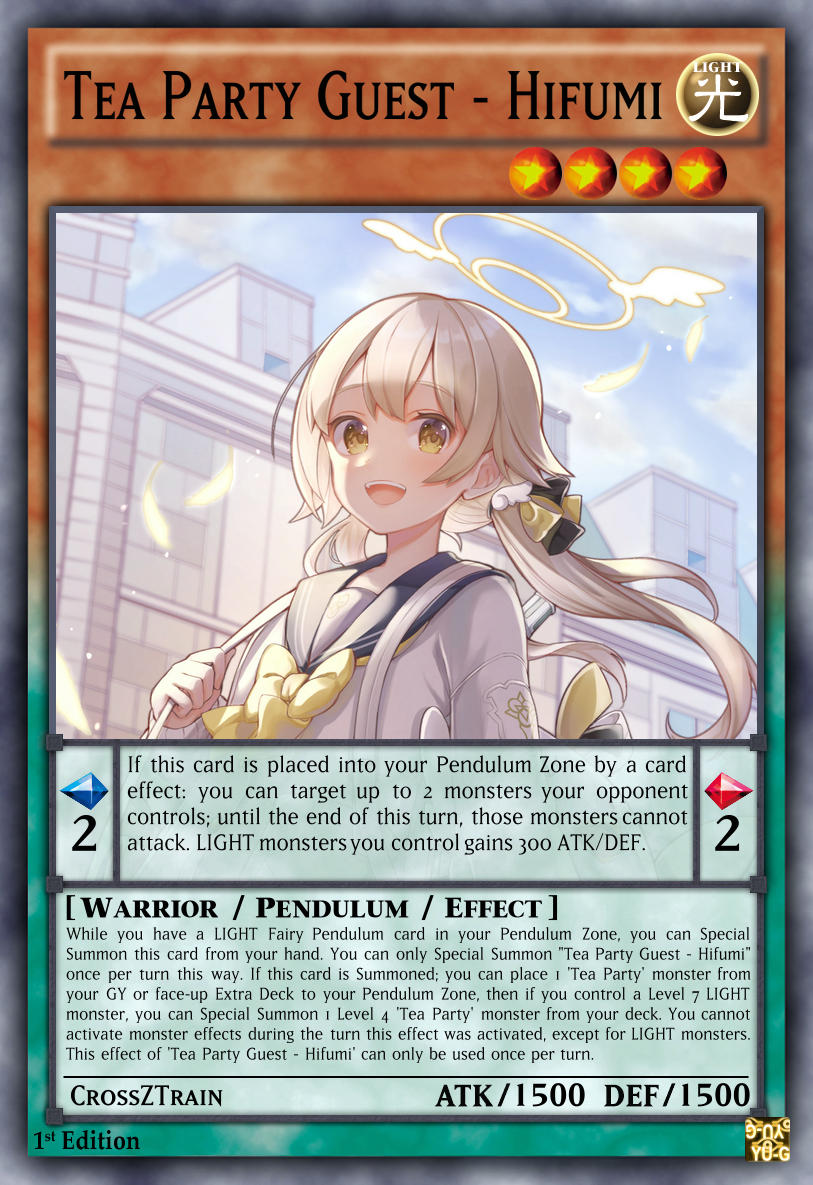 Tea Party Guest - Hifumi
LIGHT
光
If this card is placed into your Pendulum Zone by a card
effect: you can target up to 2 monsters your opponent
controls; until the end of this turn, those monsters cannot
attack. LIGHT monsters you control gains 300 ATK/DEF.
2
2
[ Warrior / Pendulum / Effect ]
While you have a LIGHT Fairy Pendulum card in your Pendulum Zone, you can Special
Summon this card from your hand. You can only Special Summon "Tea Party Guest - Hifumi"
once per turn this way. If this card is Summoned; you can place 1 'Tea Party' monster from
your GY or face-up Extra Deck to your Pendulum Zone, then if you control a Level 7 LIGHT
monster, you can Special Summon 1 Level 4 'Tea Party' monster from your deck. You cannot
activate monster effects during the turn this effect was activated, except for LIGHT monsters.
This effect of 'Tea Party Guest - Hifumi' can only be used once per turn.
CrossZTrain
ATK/1500 DEF/1500
1st Edition